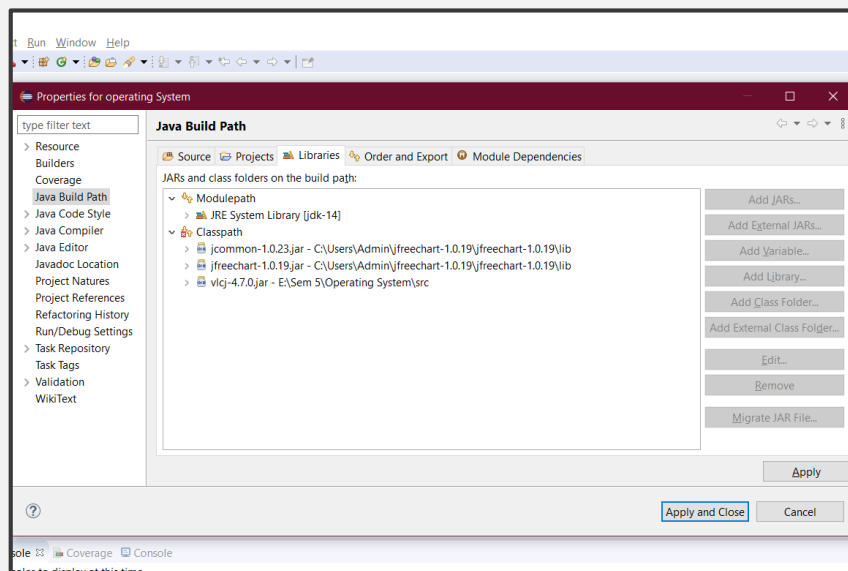 t Run Window Help
Properties for operating System
type filter text
Resource
Builders
Coverage
Java Build Path
Java Code Style
Java Compiler
Java Editor
Javadoc Location
Project Natures
Project References
Refactoring History
Run/Debug Settings
Task Repository
Task Tags
Validation
WikiText
Java Build Path
Source Projects Libraries Order and Export Module Dependencies
JARs and class folders on the build path:
Modulepath
JRE System Library [jdk-14]
Classpath
jcommon-1.0.23.jar - C:\Users\Admin\jfreechart-1.0.19\jfreechart-1.0.19\lib
jfreechart-1.0.19.jar - C:\Users\Admin\jfreechart-1.0.19\jfreechart-1.0.19\lib
vlcj-4.7.0.jar - E:\Sem 5\Operating System\src
Add JARs...
Add External JARs...
Add Variable...
Add Library...
Add Class Folder...
Add External Class Folder...
Edit...
Remove
Migrate JAR File...
Apply
Apply and Close Cancel
sole Coverage Console
to display at this time.